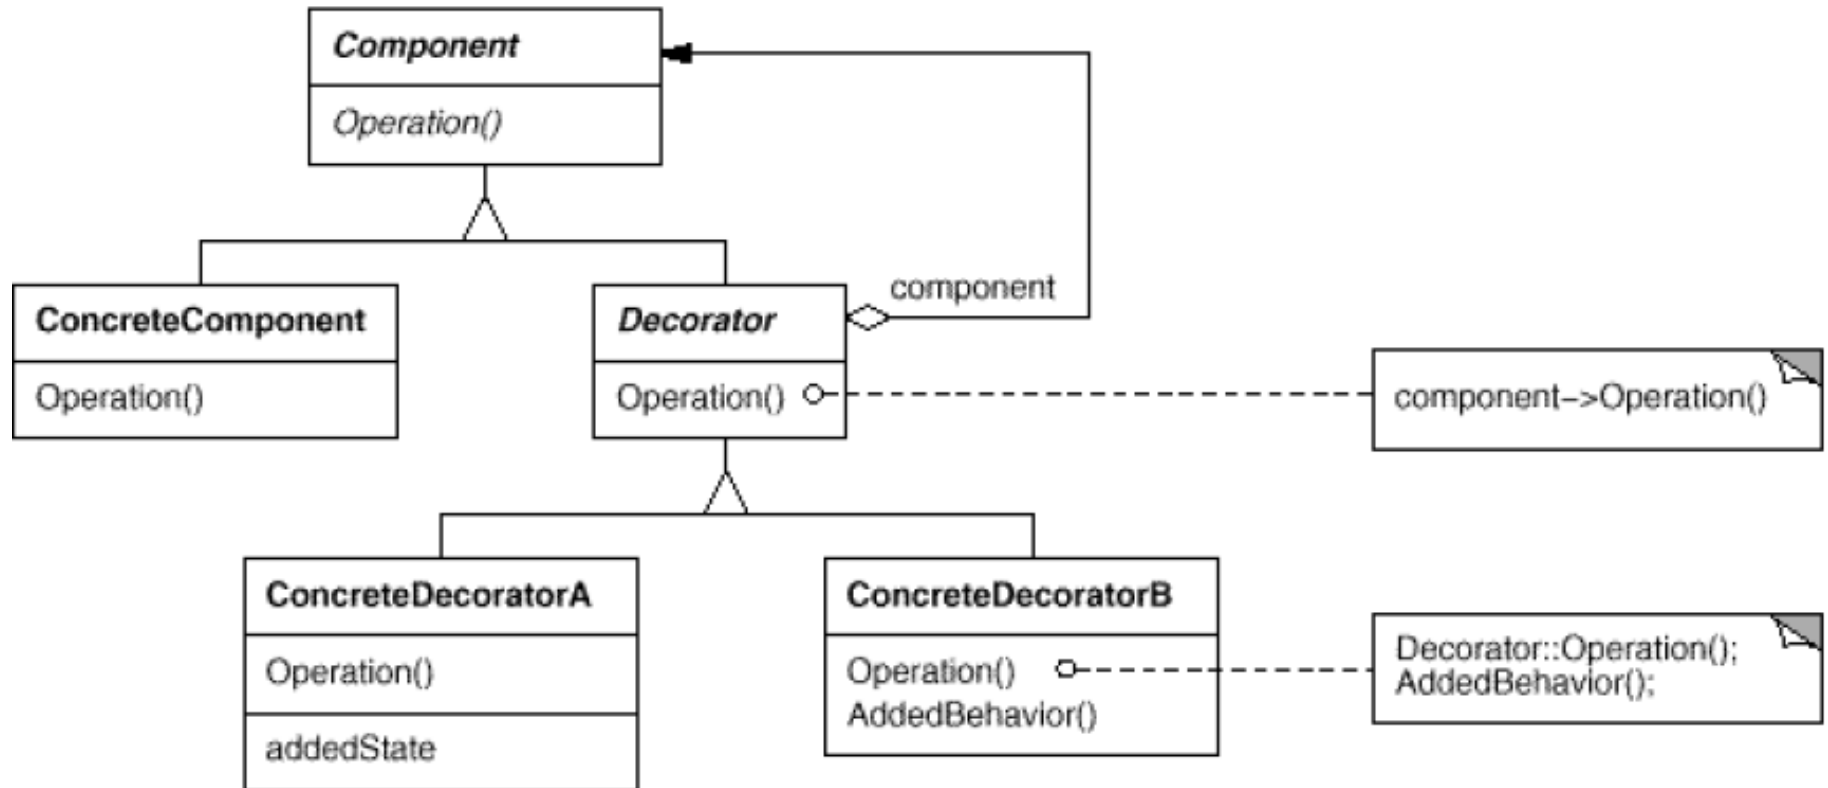 Component
Operation()
component
ConcreteComponent
Decorator
Operation()
Operation()
component–>Operation()
ConcreteDecoratorA
ConcreteDecoratorB
Operation()
addedState
Operation()
AddedBehavior()
Decorator::Operation();
AddedBehavior();